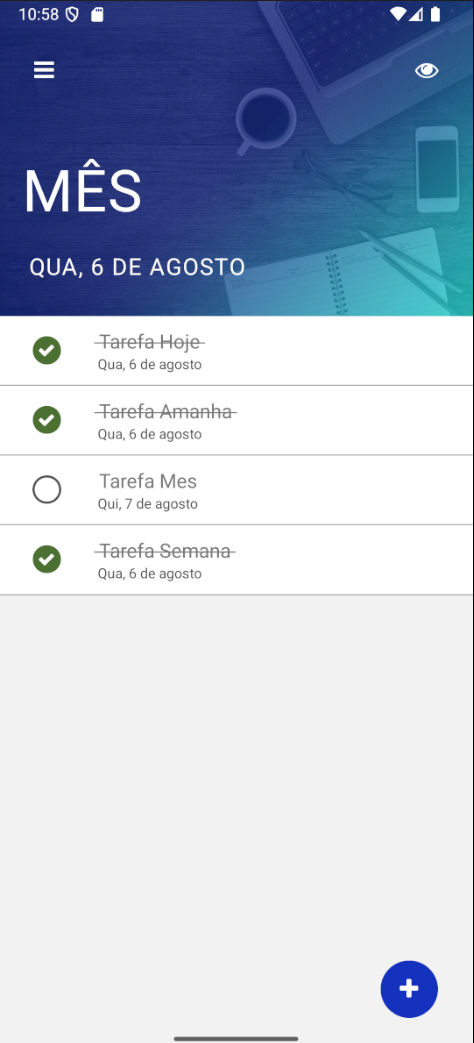 10:58
MÊS
QUA, 6 DE AGOSTO
Tarefa Hoje
Qua, 6 de agosto
Tarefa Amanha
Qua, 6 de agosto
Tarefa Mes
Qui, 7 de agosto
Tarefa Semana
Qua, 6 de agosto